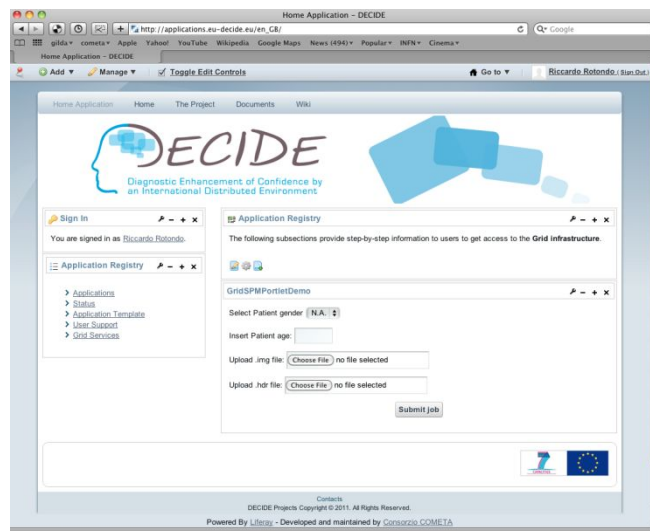 Home Application – DECIDE
http://applications.eu-decide.eu/en_GB/
Google
gilda cometa Apple Yahoo! YouTube Wikipedia Google Maps News (494) Popular INFN Cinema
Home Application – DECIDE
Add Manage Toggle Edit Controls Go to Riccardo Rotondo (Sign Out)
Home Application Home The Project Documents Wiki
DECIDE
Diagnostic Enhancement of Confidence by
an International Distributed Environment
Sign In
You are signed in as Riccardo Rotondo.
Application Registry
Applications
Status
Application Template
User Support
Grid Services
Application Registry
The following subsections provide step-by-step information to users to get access to the Grid infrastructure.
GridSPMPortletDemo
Select Patient gender N.A.
Insert Patient age:
Upload .img file: Choose File no file selected
Upload .hdr file: Choose File no file selected
Submit job
Contacts
DECIDE Projects Copyright © 2011. All Rights Reserved.
Powered By Liferay - Developed and maintained by Consorzio COMETA